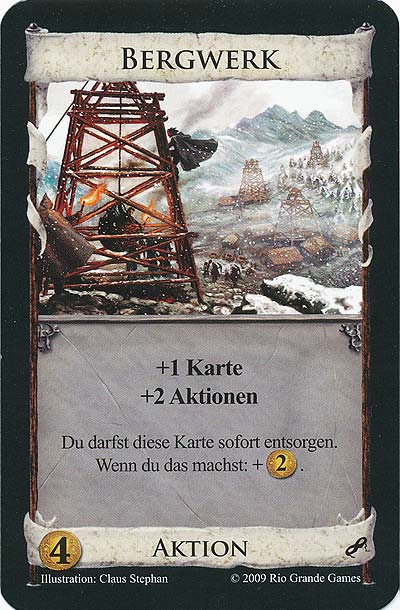 BERGWERK
+1 Karte
+2 Aktionen
Du darfst diese Karte sofort entsorgen.
Wenn du das machst: + 2 .
4 AKTION
Illustration: Claus Stephan © 2009 Rio Grande Games